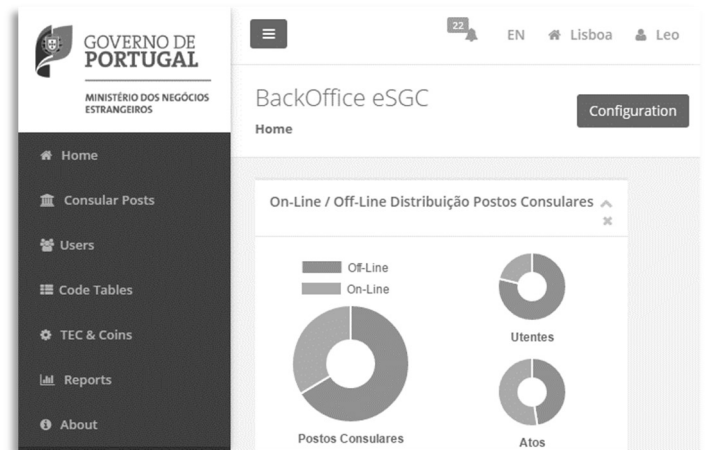 GOVERNO DE
PORTUGAL
MINISTÉRIO DOS NEGÓCIOS
ESTRANGEIROS
22
EN
Lisboa
Leo
BackOffice eSGC
Home
Configuration
Home
Consular Posts
Users
Code Tables
TEC & Coins
Reports
About
On-Line / Off-Line Distribuição Postos Consulares
Off-Line
On-Line
Postos Consulares
Utentes
Atos